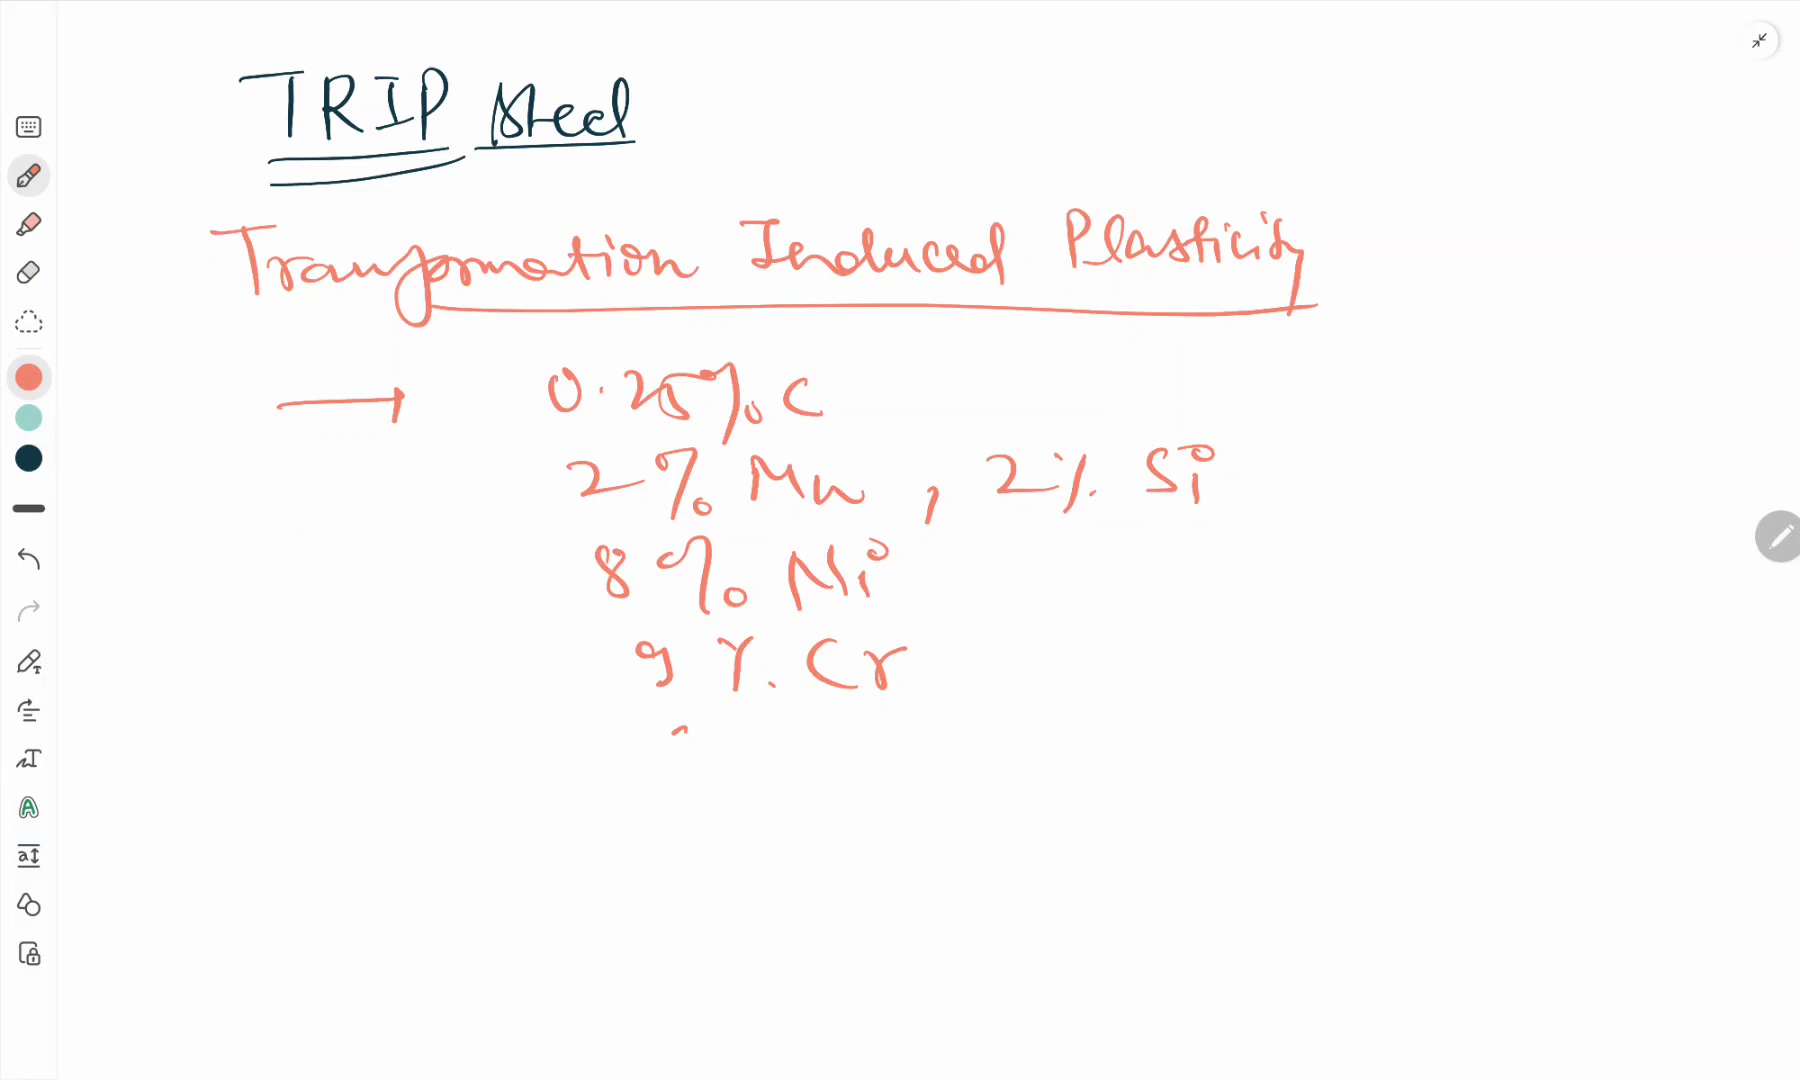 TRIP steel
Transformation Induced Plasticity
→ 0.25% C
2% Mn, 2% Si
8% Ni
9%. Cr